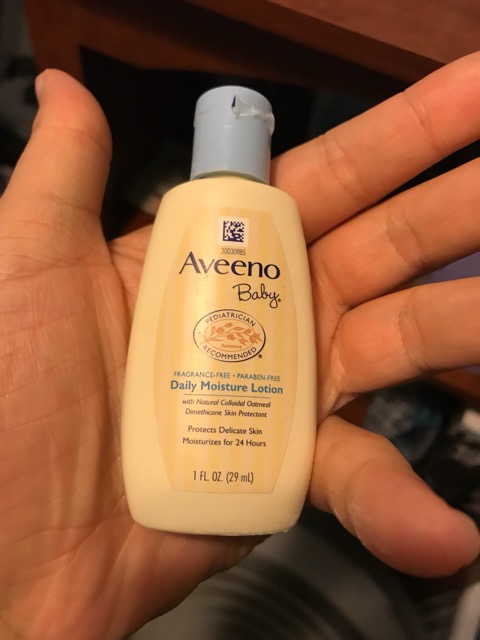 30030985
Aveeno
Baby®
PEDIATRICIAN
Aveeno
RECOMMENDED®
FRAGRANCE-FREE • PARABEN-FREE
Daily Moisture Lotion
with Natural Colloidal Oatmeal
Dimethicone Skin Protectant
Protects Delicate Skin
Moisturizes for 24 Hours
1 FL. OZ. (29 mL)